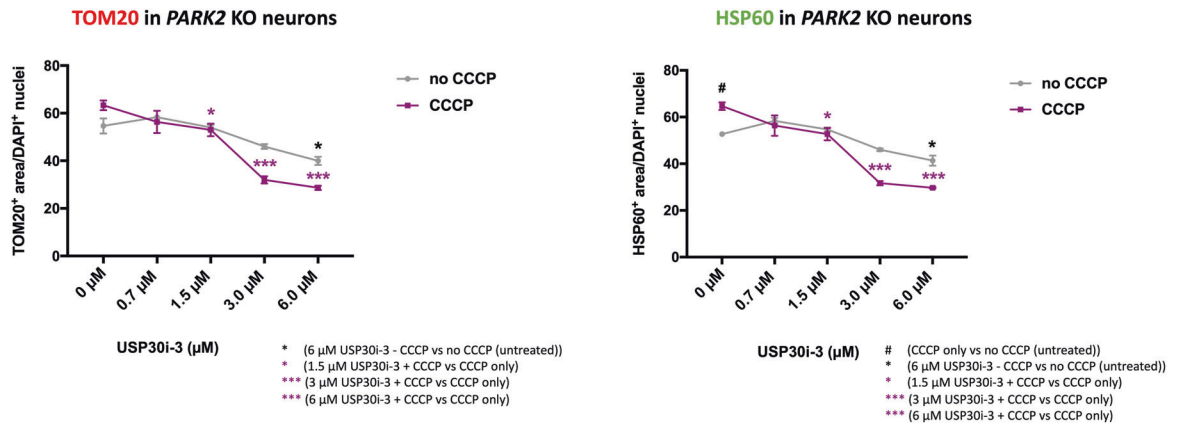 TOM20 in PARK2 KO neurons
TOM20⁺ area/DAPI⁺ nuclei
80
60
40
20
0
*
***
*
***
no CCCP
CCCP
0 µM
0.7 µM
1.5 µM
3.0 µM
6.0 µM
USP30i-3 (µM)
* (6 µM USP30i-3 - CCCP vs no CCCP (untreated))
* (1.5 µM USP30i-3 + CCCP vs CCCP only)
*** (3 µM USP30i-3 + CCCP vs CCCP only)
*** (6 µM USP30i-3 + CCCP vs CCCP only)
HSP60 in PARK2 KO neurons
HSP60⁺ area/DAPI⁺ nuclei
80
60
40
20
0
#
*
***
*
***
no CCCP
CCCP
0 µM
0.7 µM
1.5 µM
3.0 µM
6.0 µM
USP30i-3 (µM)
# (CCCP only vs no CCCP (untreated))
* (6 µM USP30i-3 - CCCP vs no CCCP (untreated))
* (1.5 µM USP30i-3 + CCCP vs CCCP only)
*** (3 µM USP30i-3 + CCCP vs CCCP only)
*** (6 µM USP30i-3 + CCCP vs CCCP only)